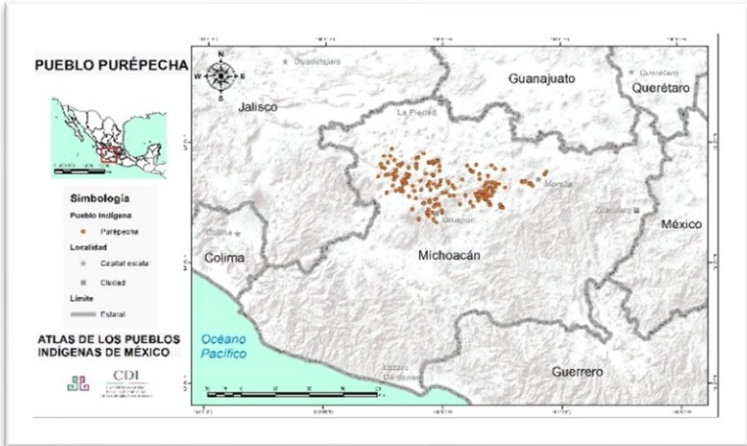 PUEBLO PURÉPECHA
Simbología
Pueblo Indígena
Purépecha
Localidad
Capital estatal
Ciudad
Límite
Estatal
ATLAS DE LOS PUEBLOS
INDÍGENAS DE MÉXICO
CDI
N
W
E
S
Guadalajara
Jalisco
Guanajuato
Querétaro
Querétaro
La Piedad
Morelia
Uruapan
Zitácuaro
México
Colima
Colima
Michoacán
Océano
Pacífico
Lázaro
Cárdenas
Guerrero